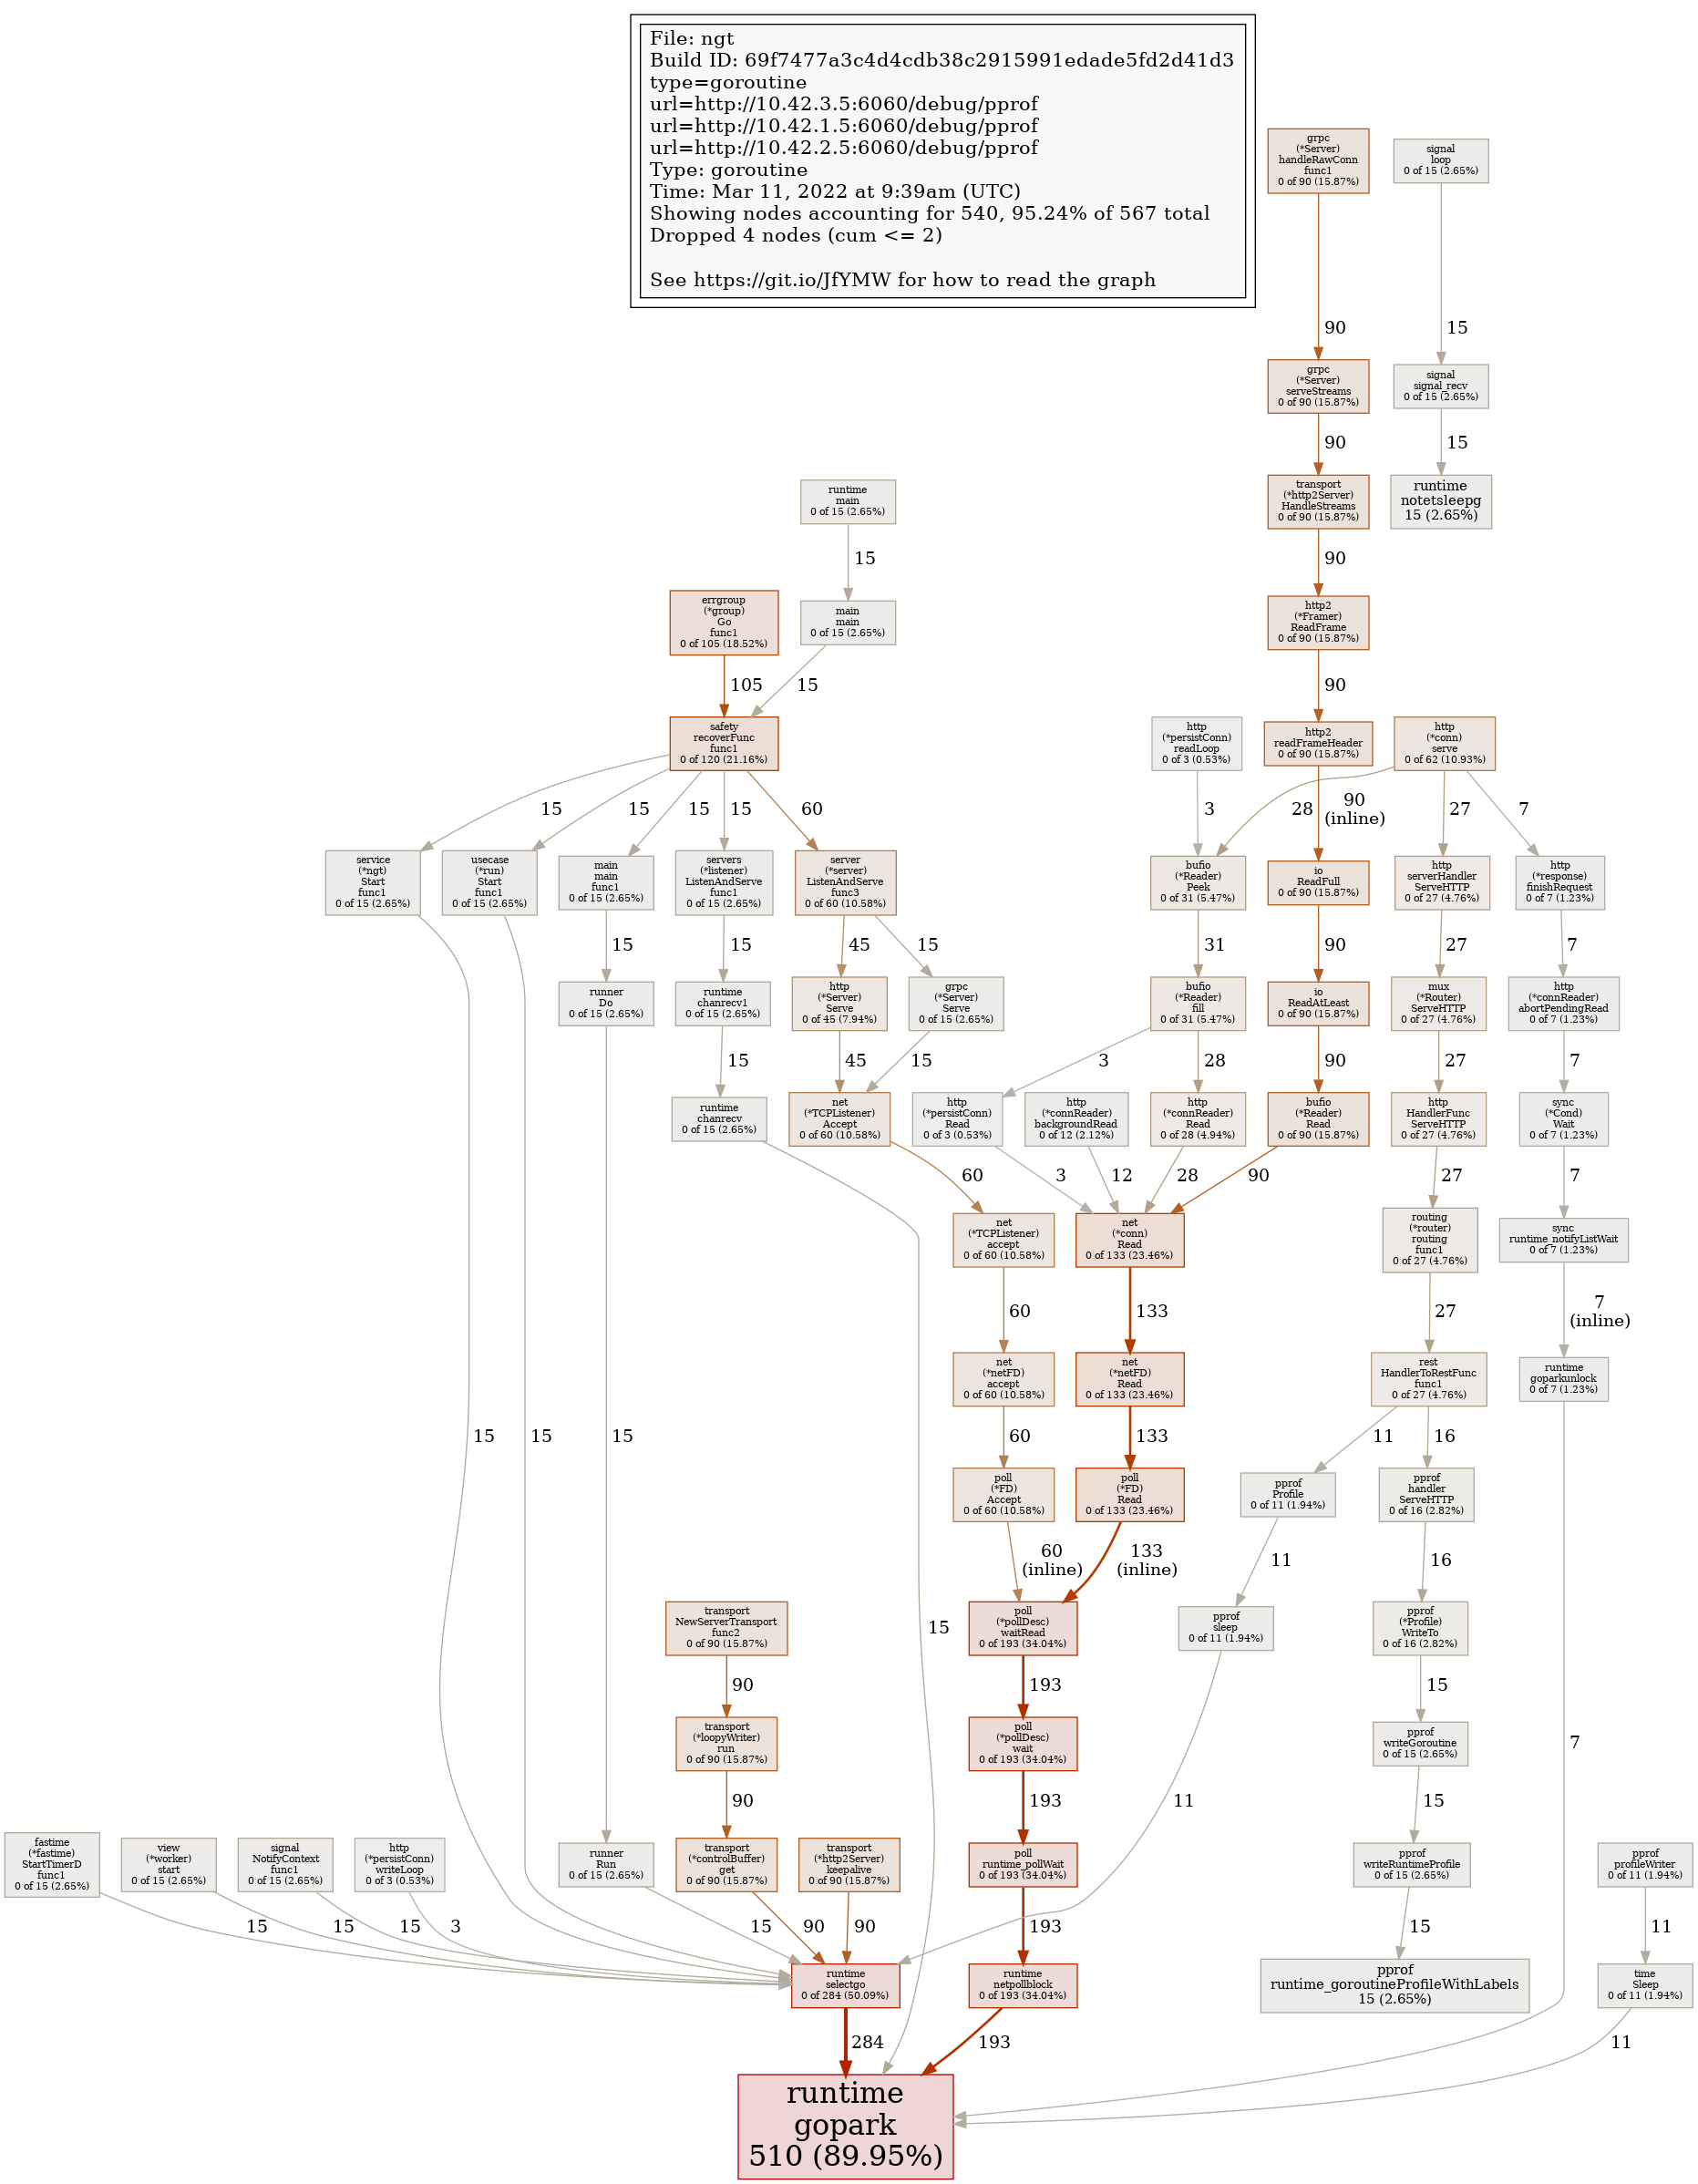 File: ngt
Build ID: 69f7477a3c4d4cdb38c2915991edade5fd2d41d3
type=goroutine
url=http://10.42.3.5:6060/debug/pprof
url=http://10.42.1.5:6060/debug/pprof
url=http://10.42.2.5:6060/debug/pprof
Type: goroutine
Time: Mar 11, 2022 at 9:39am (UTC)
Showing nodes accounting for 540, 95.24% of 567 total
Dropped 4 nodes (cum <= 2)
See https://git.io/JfYMW for how to read the graph
grpc
(*Server)
handleRawConn
func1
0 of 90 (15.87%)
signal
loop
0 of 15 (2.65%)
90
15
grpc
(*Server)
serveStreams
0 of 90 (15.87%)
signal
signal_recv
0 of 15 (2.65%)
90
15
runtime
main
0 of 15 (2.65%)
transport
(*http2Server)
HandleStreams
0 of 90 (15.87%)
runtime
notetsleepg
15 (2.65%)
15
90
errgroup
(*group)
Go
func1
0 of 105 (18.52%)
main
main
0 of 15 (2.65%)
http2
(*Framer)
ReadFrame
0 of 90 (15.87%)
105
15
90
safety
recoverFunc
func1
0 of 120 (21.16%)
http
(*persistConn)
readLoop
0 of 3 (0.53%)
http2
readFrameHeader
0 of 90 (15.87%)
http
(*conn)
serve
0 of 62 (10.93%)
15
15
15
15
60
3
28
90
(inline)
27
7
service
(*ngt)
Start
func1
0 of 15 (2.65%)
usecase
(*run)
Start
func1
0 of 15 (2.65%)
main
main
func1
0 of 15 (2.65%)
servers
(*listener)
ListenAndServe
func1
0 of 15 (2.65%)
server
(*server)
ListenAndServe
func3
0 of 60 (10.58%)
bufio
(*Reader)
Peek
0 of 31 (5.47%)
io
ReadFull
0 of 90 (15.87%)
http
serverHandler
ServeHTTP
0 of 27 (4.76%)
http
(*response)
finishRequest
0 of 7 (1.23%)
15
15
45
15
31
90
27
7
runner
Do
0 of 15 (2.65%)
runtime
chanrecv1
0 of 15 (2.65%)
http
(*Server)
Serve
0 of 45 (7.94%)
grpc
(*Server)
Serve
0 of 15 (2.65%)
bufio
(*Reader)
fill
0 of 31 (5.47%)
io
ReadAtLeast
0 of 90 (15.87%)
mux
(*Router)
ServeHTTP
0 of 27 (4.76%)
http
(*connReader)
abortPendingRead
0 of 7 (1.23%)
15
45
15
3
28
90
27
7
runtime
chanrecv
0 of 15 (2.65%)
net
(*TCPListener)
Accept
0 of 60 (10.58%)
http
(*persistConn)
Read
0 of 3 (0.53%)
http
(*connReader)
backgroundRead
0 of 12 (2.12%)
http
(*connReader)
Read
0 of 28 (4.94%)
bufio
(*Reader)
Read
0 of 90 (15.87%)
http
HandlerFunc
ServeHTTP
0 of 27 (4.76%)
sync
(*Cond)
Wait
0 of 7 (1.23%)
60
3
12
28
90
27
7
net
(*TCPListener)
accept
0 of 60 (10.58%)
net
(*conn)
Read
0 of 133 (23.46%)
routing
(*router)
routing
func1
0 of 27 (4.76%)
sync
runtime_notifyListWait
0 of 7 (1.23%)
60
133
27
7
(inline)
net
(*netFD)
accept
0 of 60 (10.58%)
net
(*netFD)
Read
0 of 133 (23.46%)
rest
HandlerToRestFunc
func1
0 of 27 (4.76%)
runtime
goparkunlock
0 of 7 (1.23%)
15
15
15
60
133
11
16
poll
(*FD)
Accept
0 of 60 (10.58%)
poll
(*FD)
Read
0 of 133 (23.46%)
pprof
Profile
0 of 11 (1.94%)
pprof
handler
ServeHTTP
0 of 16 (2.82%)
60
(inline)
133
(inline)
11
16
transport
NewServerTransport
func2
0 of 90 (15.87%)
15
poll
(*pollDesc)
waitRead
0 of 193 (34.04%)
pprof
sleep
0 of 11 (1.94%)
pprof
(*Profile)
WriteTo
0 of 16 (2.82%)
90
193
15
transport
(*loopyWriter)
run
0 of 90 (15.87%)
poll
(*pollDesc)
wait
0 of 193 (34.04%)
pprof
writeGoroutine
0 of 15 (2.65%)
7
90
193
11
15
fastime
(*fastime)
StartTimerD
func1
0 of 15 (2.65%)
view
(*worker)
start
0 of 15 (2.65%)
signal
NotifyContext
func1
0 of 15 (2.65%)
http
(*persistConn)
writeLoop
0 of 3 (0.53%)
runner
Run
0 of 15 (2.65%)
transport
(*controlBuffer)
get
0 of 90 (15.87%)
transport
(*http2Server)
keepalive
0 of 90 (15.87%)
poll
runtime_pollWait
0 of 193 (34.04%)
pprof
writeRuntimeProfile
0 of 15 (2.65%)
pprof
profileWriter
0 of 11 (1.94%)
15
15
15
3
15
90
90
193
15
11
runtime
selectgo
0 of 284 (50.09%)
runtime
netpollblock
0 of 193 (34.04%)
pprof
runtime_goroutineProfileWithLabels
15 (2.65%)
time
Sleep
0 of 11 (1.94%)
284
193
11
runtime
gopark
510 (89.95%)